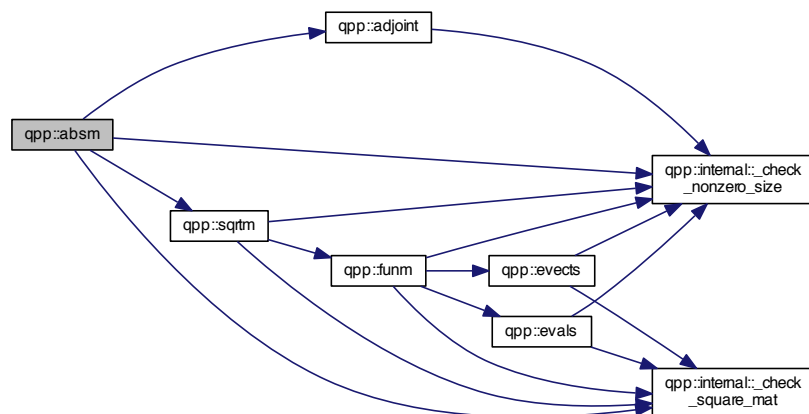 qpp::adjoint
qpp::absm
qpp::internal::_check
_nonzero_size
qpp::sqrtm
qpp::funm
qpp::evects
qpp::evals
qpp::internal::_check
_square_mat